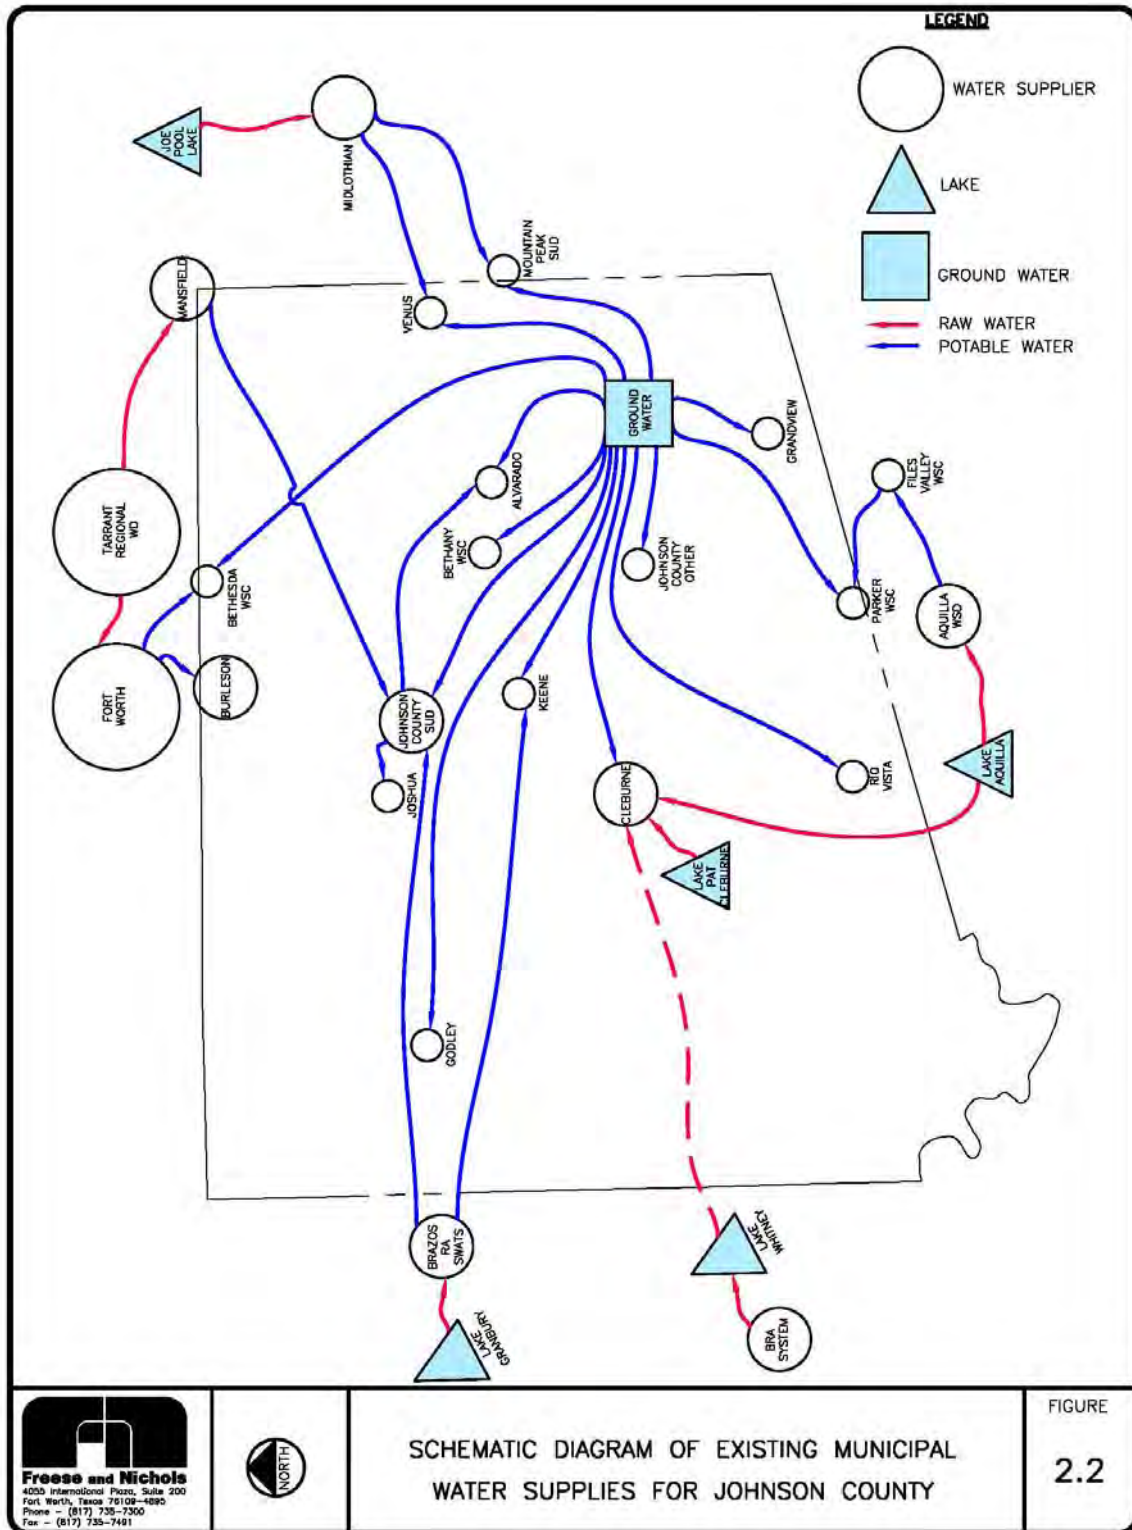 LEGEND
WATER SUPPLIER
LAKE
GROUND WATER
RAW WATER
POTABLE WATER
JOE
POOL
LAKE
MIDLOTHIAN
MANSFIELD
MOUNTAIN
PEAK
SUD
VENUS
TARRANT
REGIONAL
WD
BETHESDA
WSC
FORT
WORTH
BURLESON
GROUND
WATER
GRANDVIEW
ALVARADO
BETHANY
WSC
JOHNSON
COUNTY
OTHER
FILES
VALLEY
WSC
PARKER
WSC
AQUILLA
WSD
JOHNSON
COUNTY
SUD
KEENE
JOSHUA
CLEBURNE
RIO
VISTA
LAKE
AQUILLA
LAKE
PAT
CLEBURNE
GODLEY
BRAZOS
RA
SWATS
LAKE
GRANBURY
LAKE
WHITNEY
BRA
SYSTEM
Freese and Nichols
4055 International Plaza, Suite 200
Fort Worth, Texas 76109-4895
Phone - (817) 735-7300
Fax - (817) 735-7491
NORTH
SCHEMATIC DIAGRAM OF EXISTING MUNICIPAL
WATER SUPPLIES FOR JOHNSON COUNTY
FIGURE
2.2